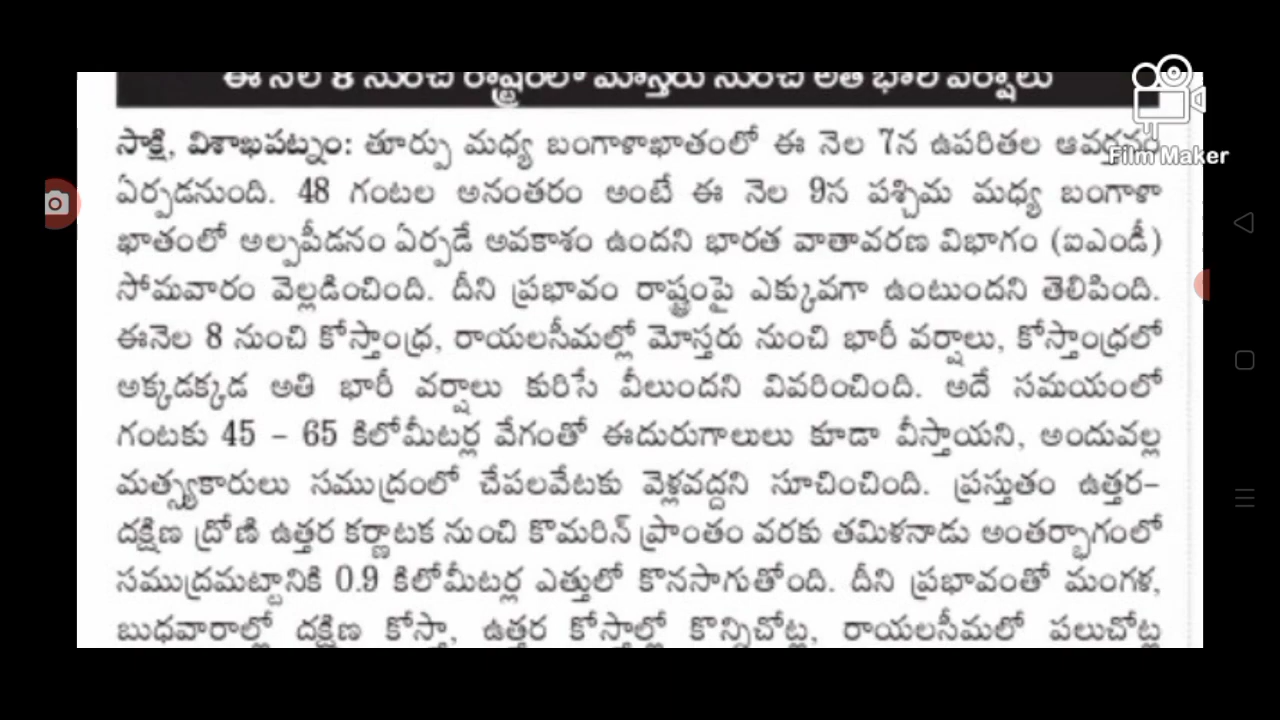 ఈ నెల 8 నుంచి రాష్ట్రంలో మోస్తరు నుంచి అతి భారీ వర్షాలు
సాక్షి, విశాఖపట్నం: తూర్పు మధ్య బంగాళాఖాతంలో ఈ నెల 7న ఉపరితల ఆవర్తనం
Film Maker
ఏర్పడనుంది. 48 గంటల అనంతరం అంటే ఈ నెల 9న పశ్చిమ మధ్య బంగాళా
ఖాతంలో అల్పపీడనం ఏర్పడే అవకాశం ఉందని భారత వాతావరణ విభాగం (ఐఎండీ)
సోమవారం వెల్లడించింది. దీని ప్రభావం రాష్ట్రంపై ఎక్కువగా ఉంటుందని తెలిపింది.
ఈనెల 8 నుంచి కోస్తాంధ్ర, రాయలసీమల్లో మోస్తరు నుంచి భారీ వర్షాలు, కోస్తాంధ్రలో
అక్కడక్కడ అతి భారీ వర్షాలు కురిసే వీలుందని వివరించింది. అదే సమయంలో
గంటకు 45 – 65 కిలోమీటర్ల వేగంతో ఈదురుగాలులు కూడా వీస్తాయని, అందువల్ల
మత్స్యకారులు సముద్రంలో చేపలవేటకు వెళ్లవద్దని సూచించింది. ప్రస్తుతం ఉత్తర–
దక్షిణ ద్రోణి ఉత్తర కర్ణాటక నుంచి కొమరిన్ ప్రాంతం వరకు తమిళనాడు అంతర్భాగంలో
సముద్రమట్టానికి 0.9 కిలోమీటర్ల ఎత్తులో కొనసాగుతోంది. దీని ప్రభావంతో మంగళ,
బుధవారాల్లో దక్షిణ కోస్తా, ఉత్తర కోస్తాల్లో కొన్నిచోట్ల, రాయలసీమలో పలుచోట్ల